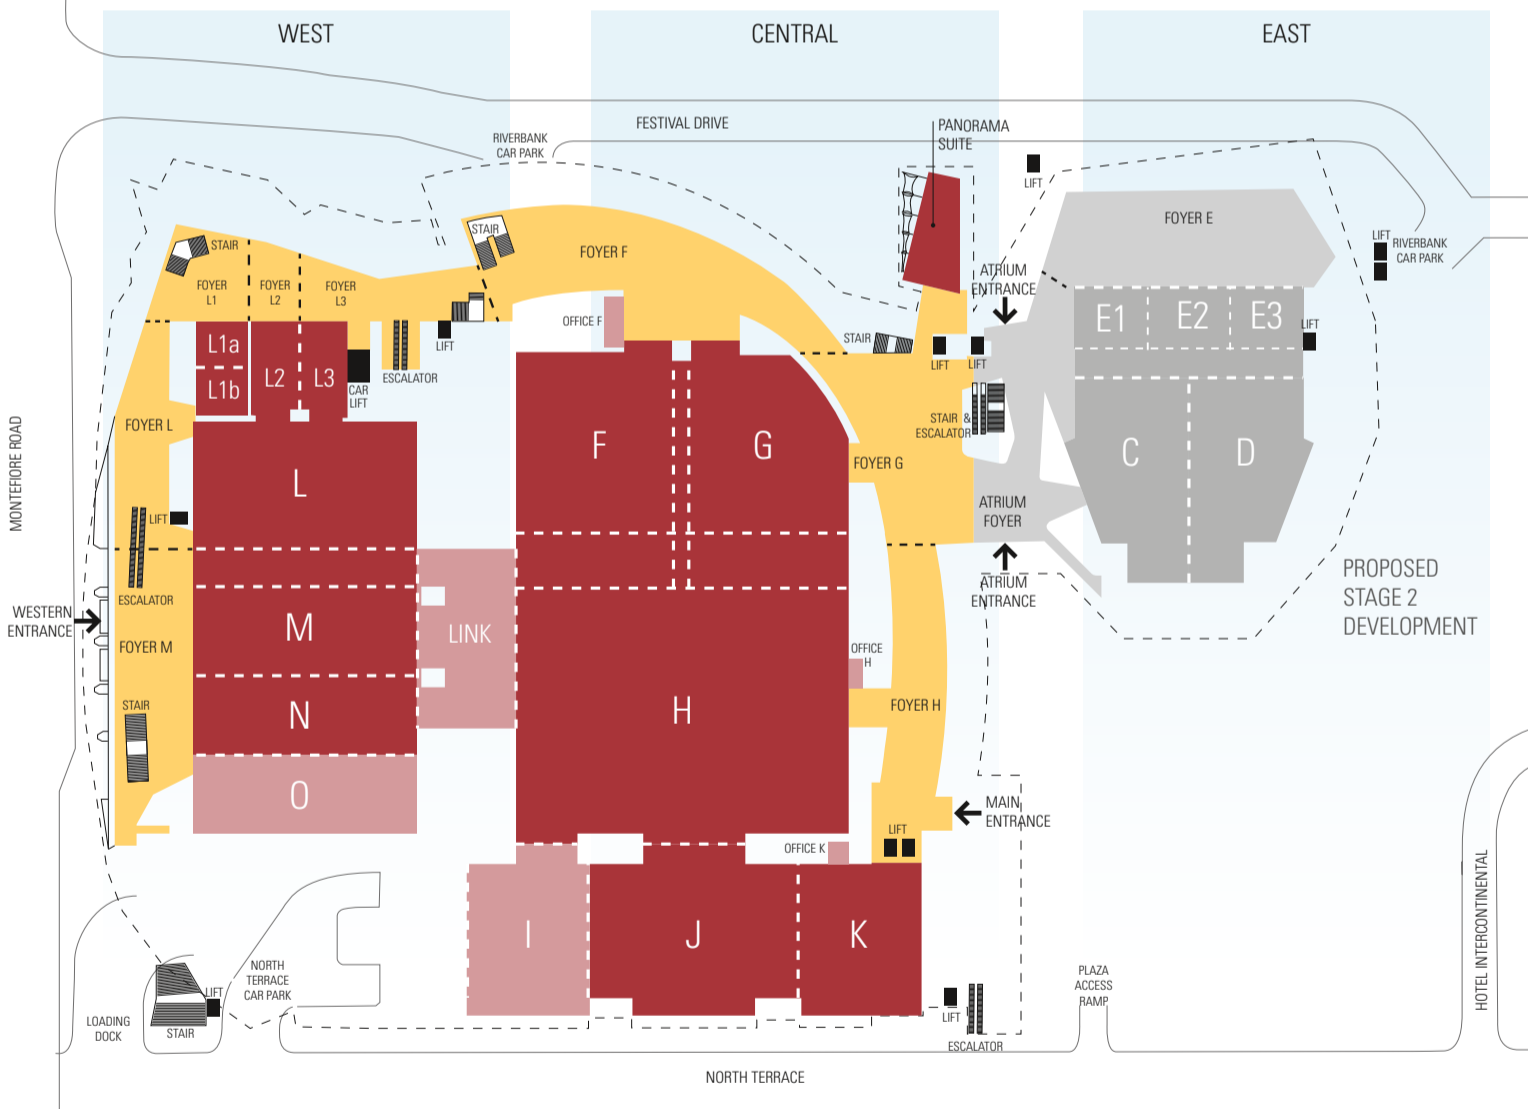 WEST
CENTRAL
EAST
FESTIVAL DRIVE
RIVERBANK
CAR PARK
PANORAMA
SUITE
LIFT
FOYER E
STAIR
STAIR
FOYER F
LIFT
RIVERBANK
CAR PARK
ATRIUM
ENTRANCE
FOYER
L1
FOYER
L2
FOYER
L3
OFFICE F
E1
E2
E3
LIFT
STAIR
LIFT
LIFT
LIFT
L1a
L1b
L2
L3
CAR
LIFT
ESCALATOR
MONTEFIORE ROAD
FOYER L
F
G
STAIR &
ESCALATOR
C
D
FOYER G
L
LIFT
ATRIUM
FOYER
ESCALATOR
ATRIUM
ENTRANCE
PROPOSED
STAGE 2
DEVELOPMENT
WESTERN
ENTRANCE
FOYER M
M
LINK
OFFICE
H
STAIR
N
H
FOYER H
O
MAIN
ENTRANCE
LIFT
OFFICE K
I
J
K
HOTEL INTERCONTINENTAL
NORTH
TERRACE
CAR PARK
PLAZA
ACCESS
RAMP
LIFT
LOADING
DOCK
STAIR
LIFT
ESCALATOR
NORTH TERRACE